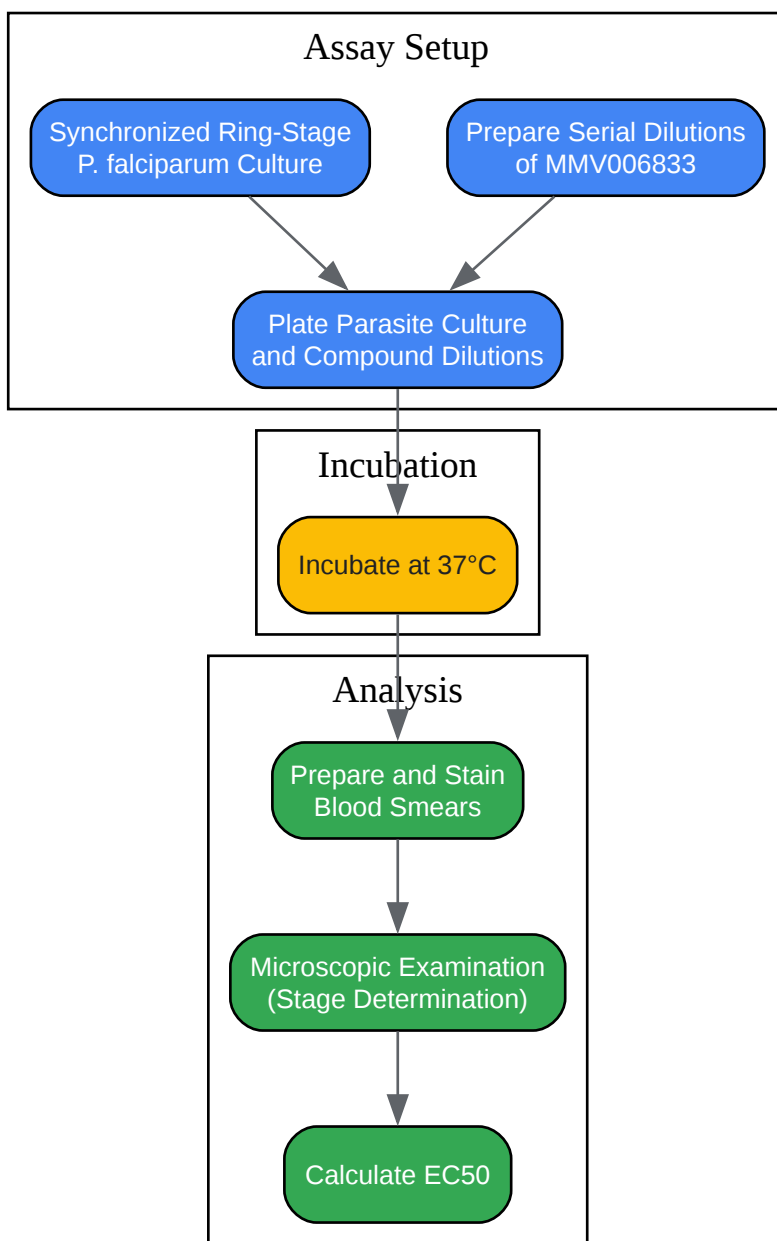 Assay Setup
Synchronized Ring-Stage
P. falciparum Culture
Prepare Serial Dilutions
of MMV006833
Plate Parasite Culture
and Compound Dilutions
Incubation
Incubate at 37°C
Analysis
Prepare and Stain
Blood Smears
Microscopic Examination
(Stage Determination)
Calculate EC50